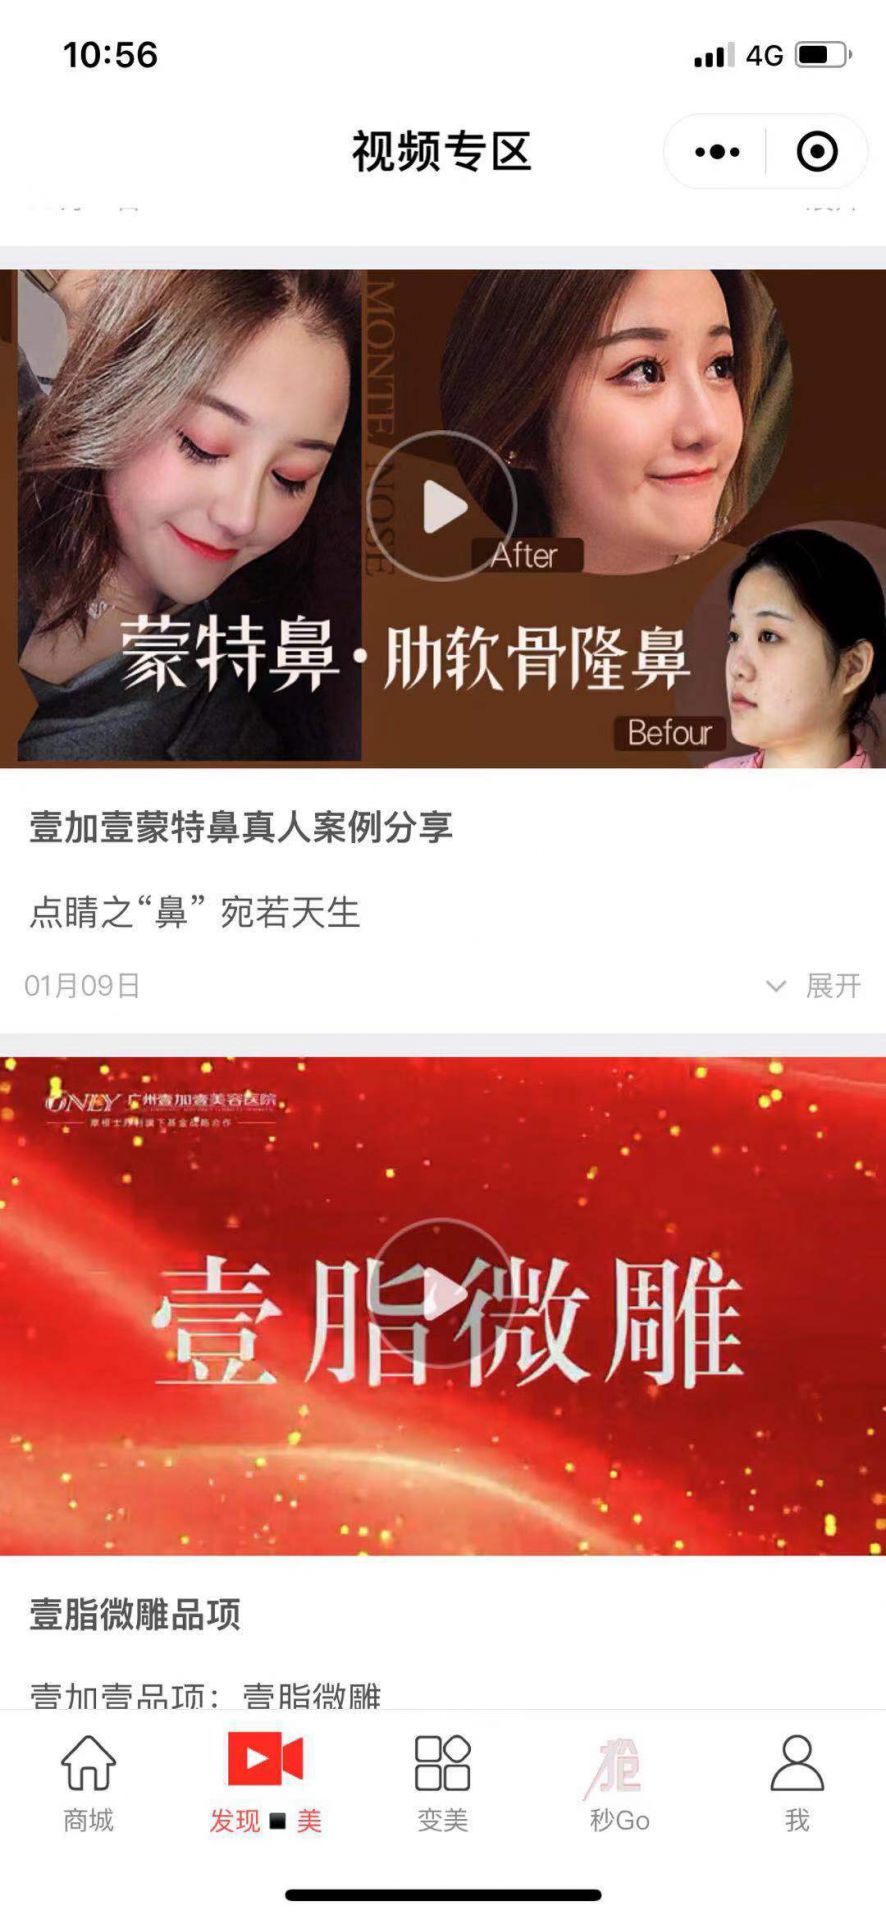 10:56
4G
视频专区
MONTE NOSE
After
蒙特鼻·肋软骨隆鼻
Befour
壹加壹蒙特鼻真人案例分享
点睛之“鼻” 宛若天生
01月09日
展开
ONLY 广州壹加壹美容医院
壹脂微雕
壹脂微雕品项
壹加壹品项：壹脂微雕
商城
发现 美
变美
抢
秒Go
我